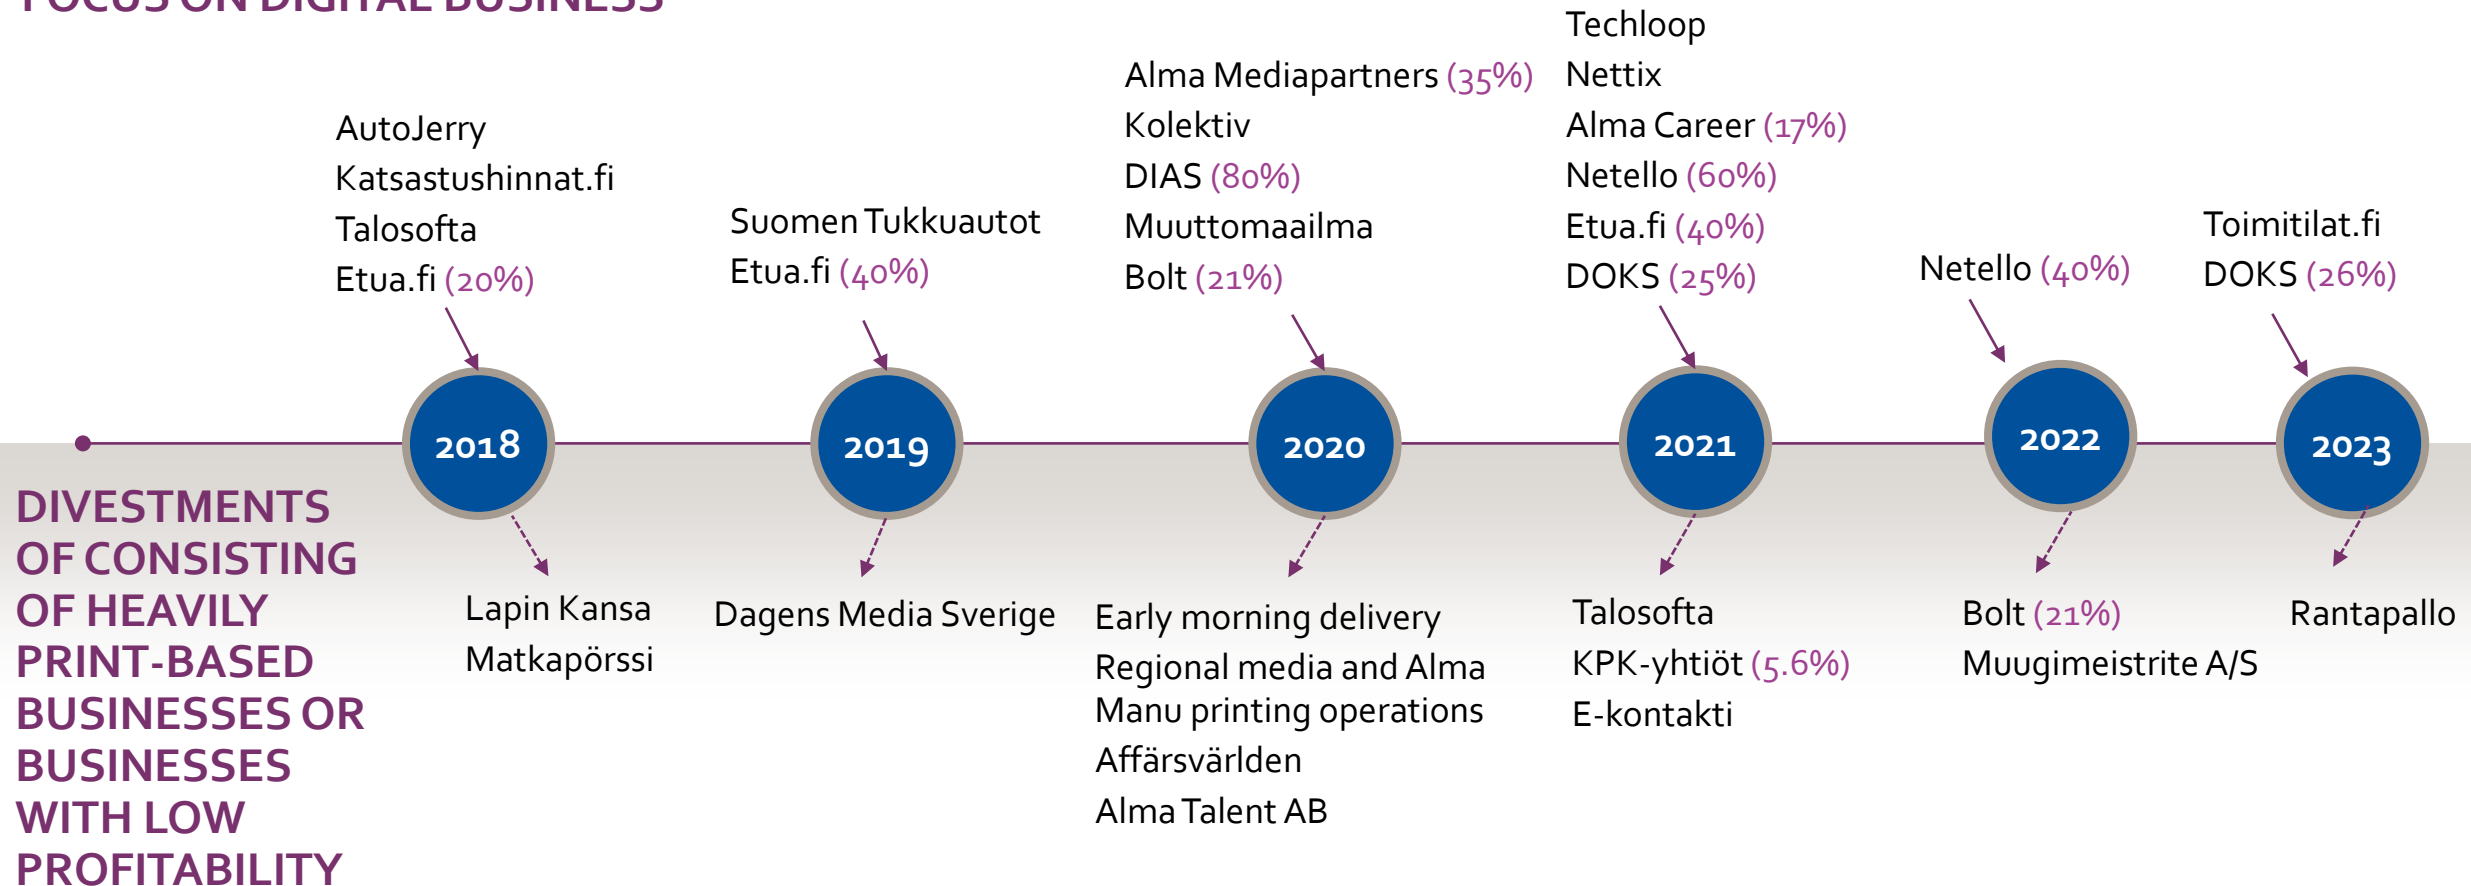 FOCUS ON DIGITAL BUSINESS
AutoJerry
Katsastushinnat.fi
Talosofta
Etua.fi (20%)
Suomen Tukkuautot
Etua.fi (40%)
Alma Mediapartners (35%)
Kolektiv
DIAS (80%)
Muuttomaailma
Bolt (21%)
Techloop
Nettix
Alma Career (17%)
Netello (60%)
Etua.fi (40%)
DOKS (25%)
Netello (40%)
Toimitilat.fi
DOKS (26%)
2018
2019
2020
2021
2022
2023
DIVESTMENTS
OF CONSISTING
OF HEAVILY
PRINT-BASED
BUSINESSES OR
BUSINESSES
WITH LOW
PROFITABILITY
Lapin Kansa
Matkapörssi
Dagens Media Sverige
Early morning delivery
Regional media and Alma
Manu printing operations
Affärsvärlden
Alma Talent AB
Talosofta
KPK-yhtiöt (5.6%)
E-kontakti
Bolt (21%)
Muugimeistrite A/S
Rantapallo